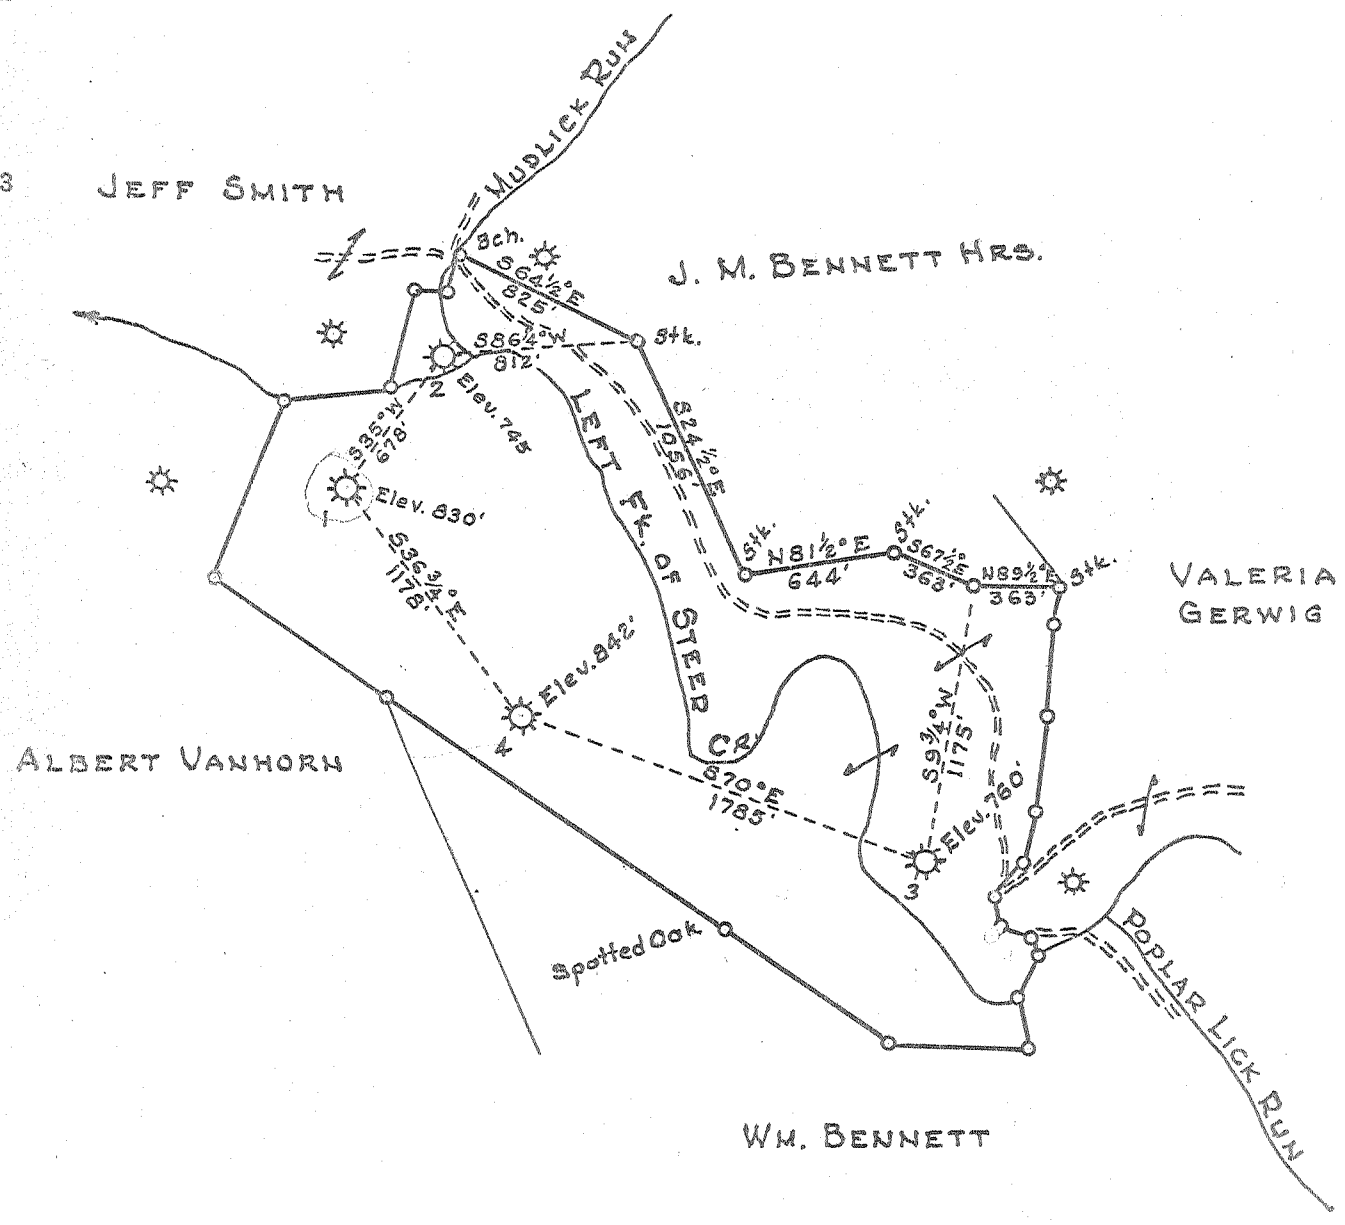 MUDLICK RUN
3
JEFF SMITH
Bch.
J. M. BENNETT HRS.
S64½°E
825'
Stk.
S86¼°W
812'
2
Elev. 745
S35°W
678'
LEFT FK. OF STEER CR.
S24½°E
1056'
1
Elev. 830'
Stk.
N81½°E
644'
Stk.
S67½°E
363'
N89½°E
363'
Stk.
VALERIA
GERWIG
S36¾°E
1178'
Elev. 842'
4
ALBERT VANHORN
S70°E
1785'
S9¾°W
1175'
Elev. 760'
3
Spotted Oak
POPLAR LICK RUN
WM. BENNETT